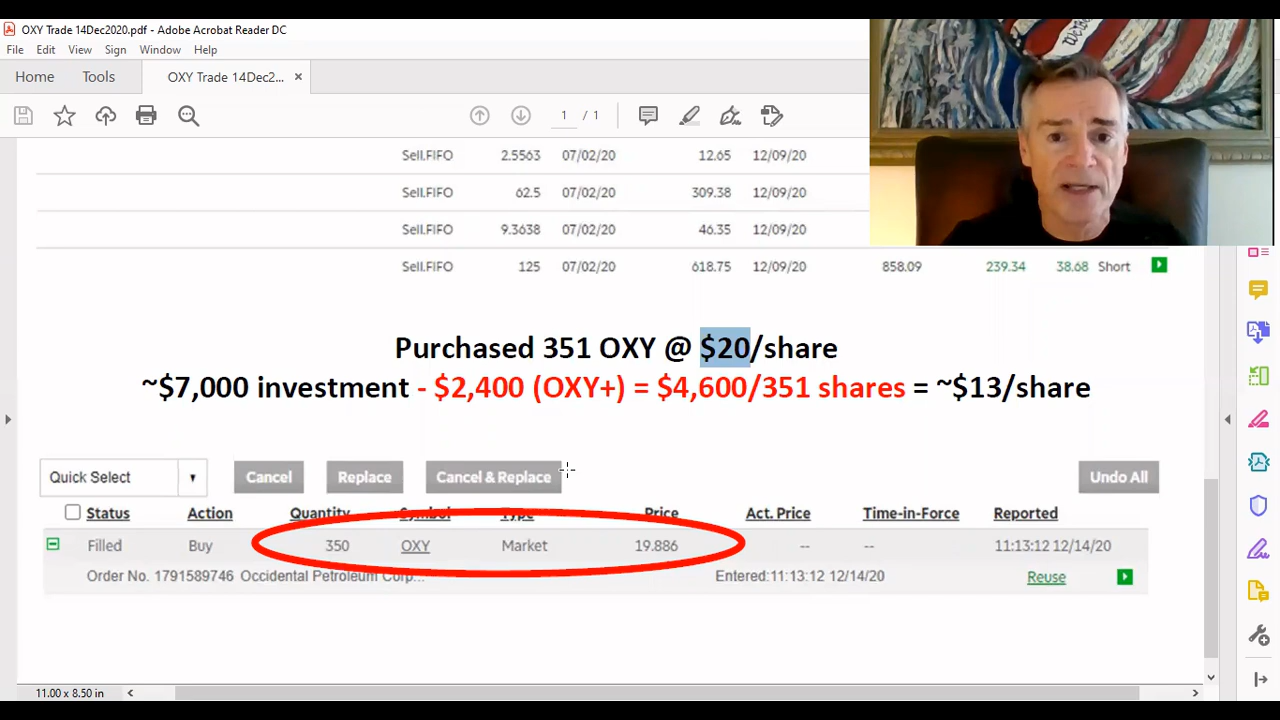 OXY Trade 14Dec2020.pdf - Adobe Acrobat Reader DC
File Edit View Sign Window Help
Home Tools OXY Trade 14Dec2... ×
1 / 1
Sell.FIFO 2.5563 07/02/20 12.65 12/09/20
Sell.FIFO 62.5 07/02/20 309.38 12/09/20
Sell.FIFO 9.3638 07/02/20 46.35 12/09/20
Sell.FIFO 125 07/02/20 618.75 12/09/20 858.09 239.34 38.68 Short
Purchased 351 OXY @ $20/share
~$7,000 investment - $2,400 (OXY+) = $4,600/351 shares = ~$13/share
Quick Select Cancel Replace Cancel & Replace Undo All
Status Action Quantity Symbol Type Price Act. Price Time-in-Force Reported
Filled Buy 350 OXY Market 19.886 -- -- 11:13:12 12/14/20
Order No. 1791589746 Occidental Petroleum Corp... Entered:11:13:12 12/14/20 Reuse
11.00 x 8.50 in